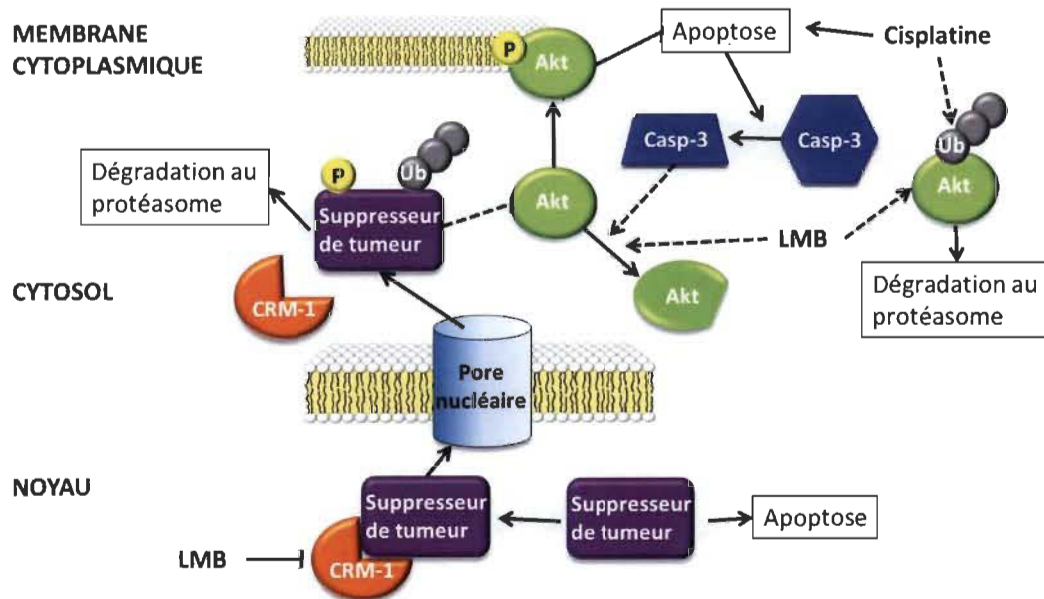 MEMBRANE
CYTOPLASMIQUE
P
Akt
Apoptose
Cisplatine
Casp-3
Casp-3
Ub
Akt
Dégradation au
protéasome
P
Ub
Suppresseur
de tumeur
Akt
LMB
CYTOSOL
CRM-1
Akt
Dégradation au
protéasome
Pore
nucléaire
NOYAU
Suppresseur
de tumeur
Suppresseur
de tumeur
Apoptose
LMB
CRM-1